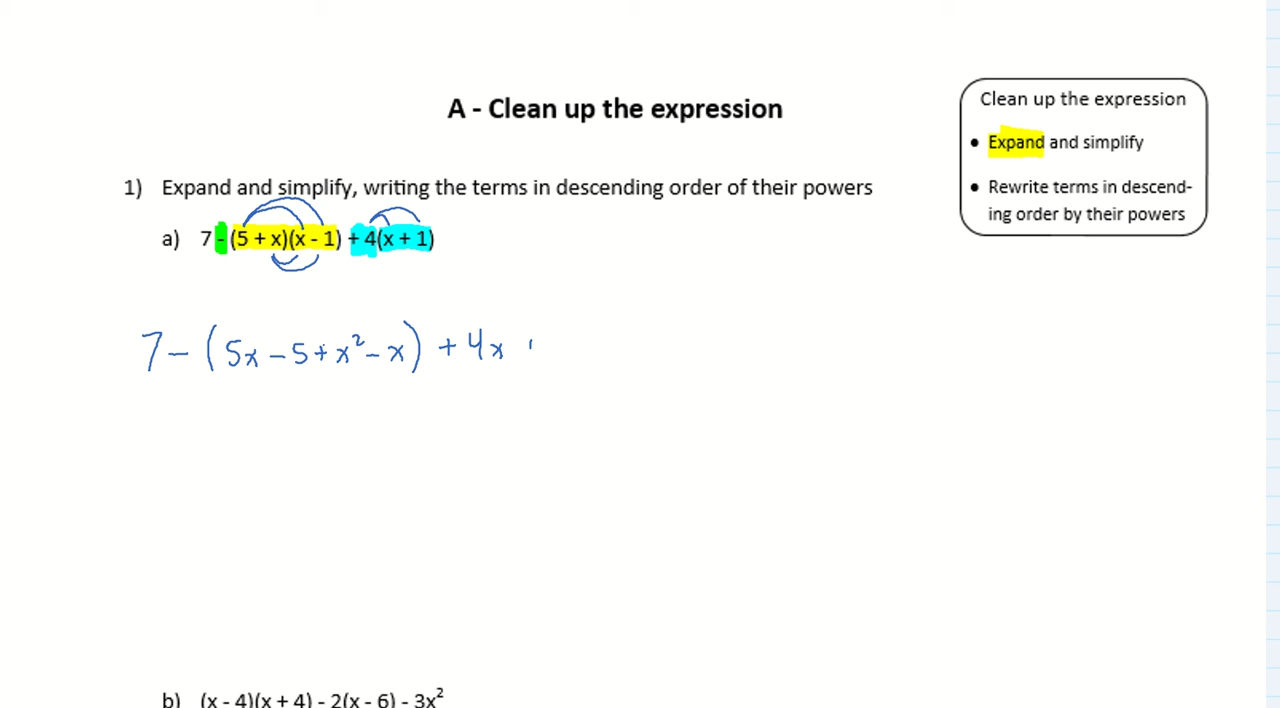 A - Clean up the expression
Clean up the expression
• Expand and simplify
• Rewrite terms in descend-
ing order by their powers
1) Expand and simplify, writing the terms in descending order of their powers
a) 7 - (5 + x)(x - 1) + 4(x + 1)
7 - (5x - 5 + x² - x) + 4x
b) (x - 4)(x + 4) - 2(x - 6) - 3x²